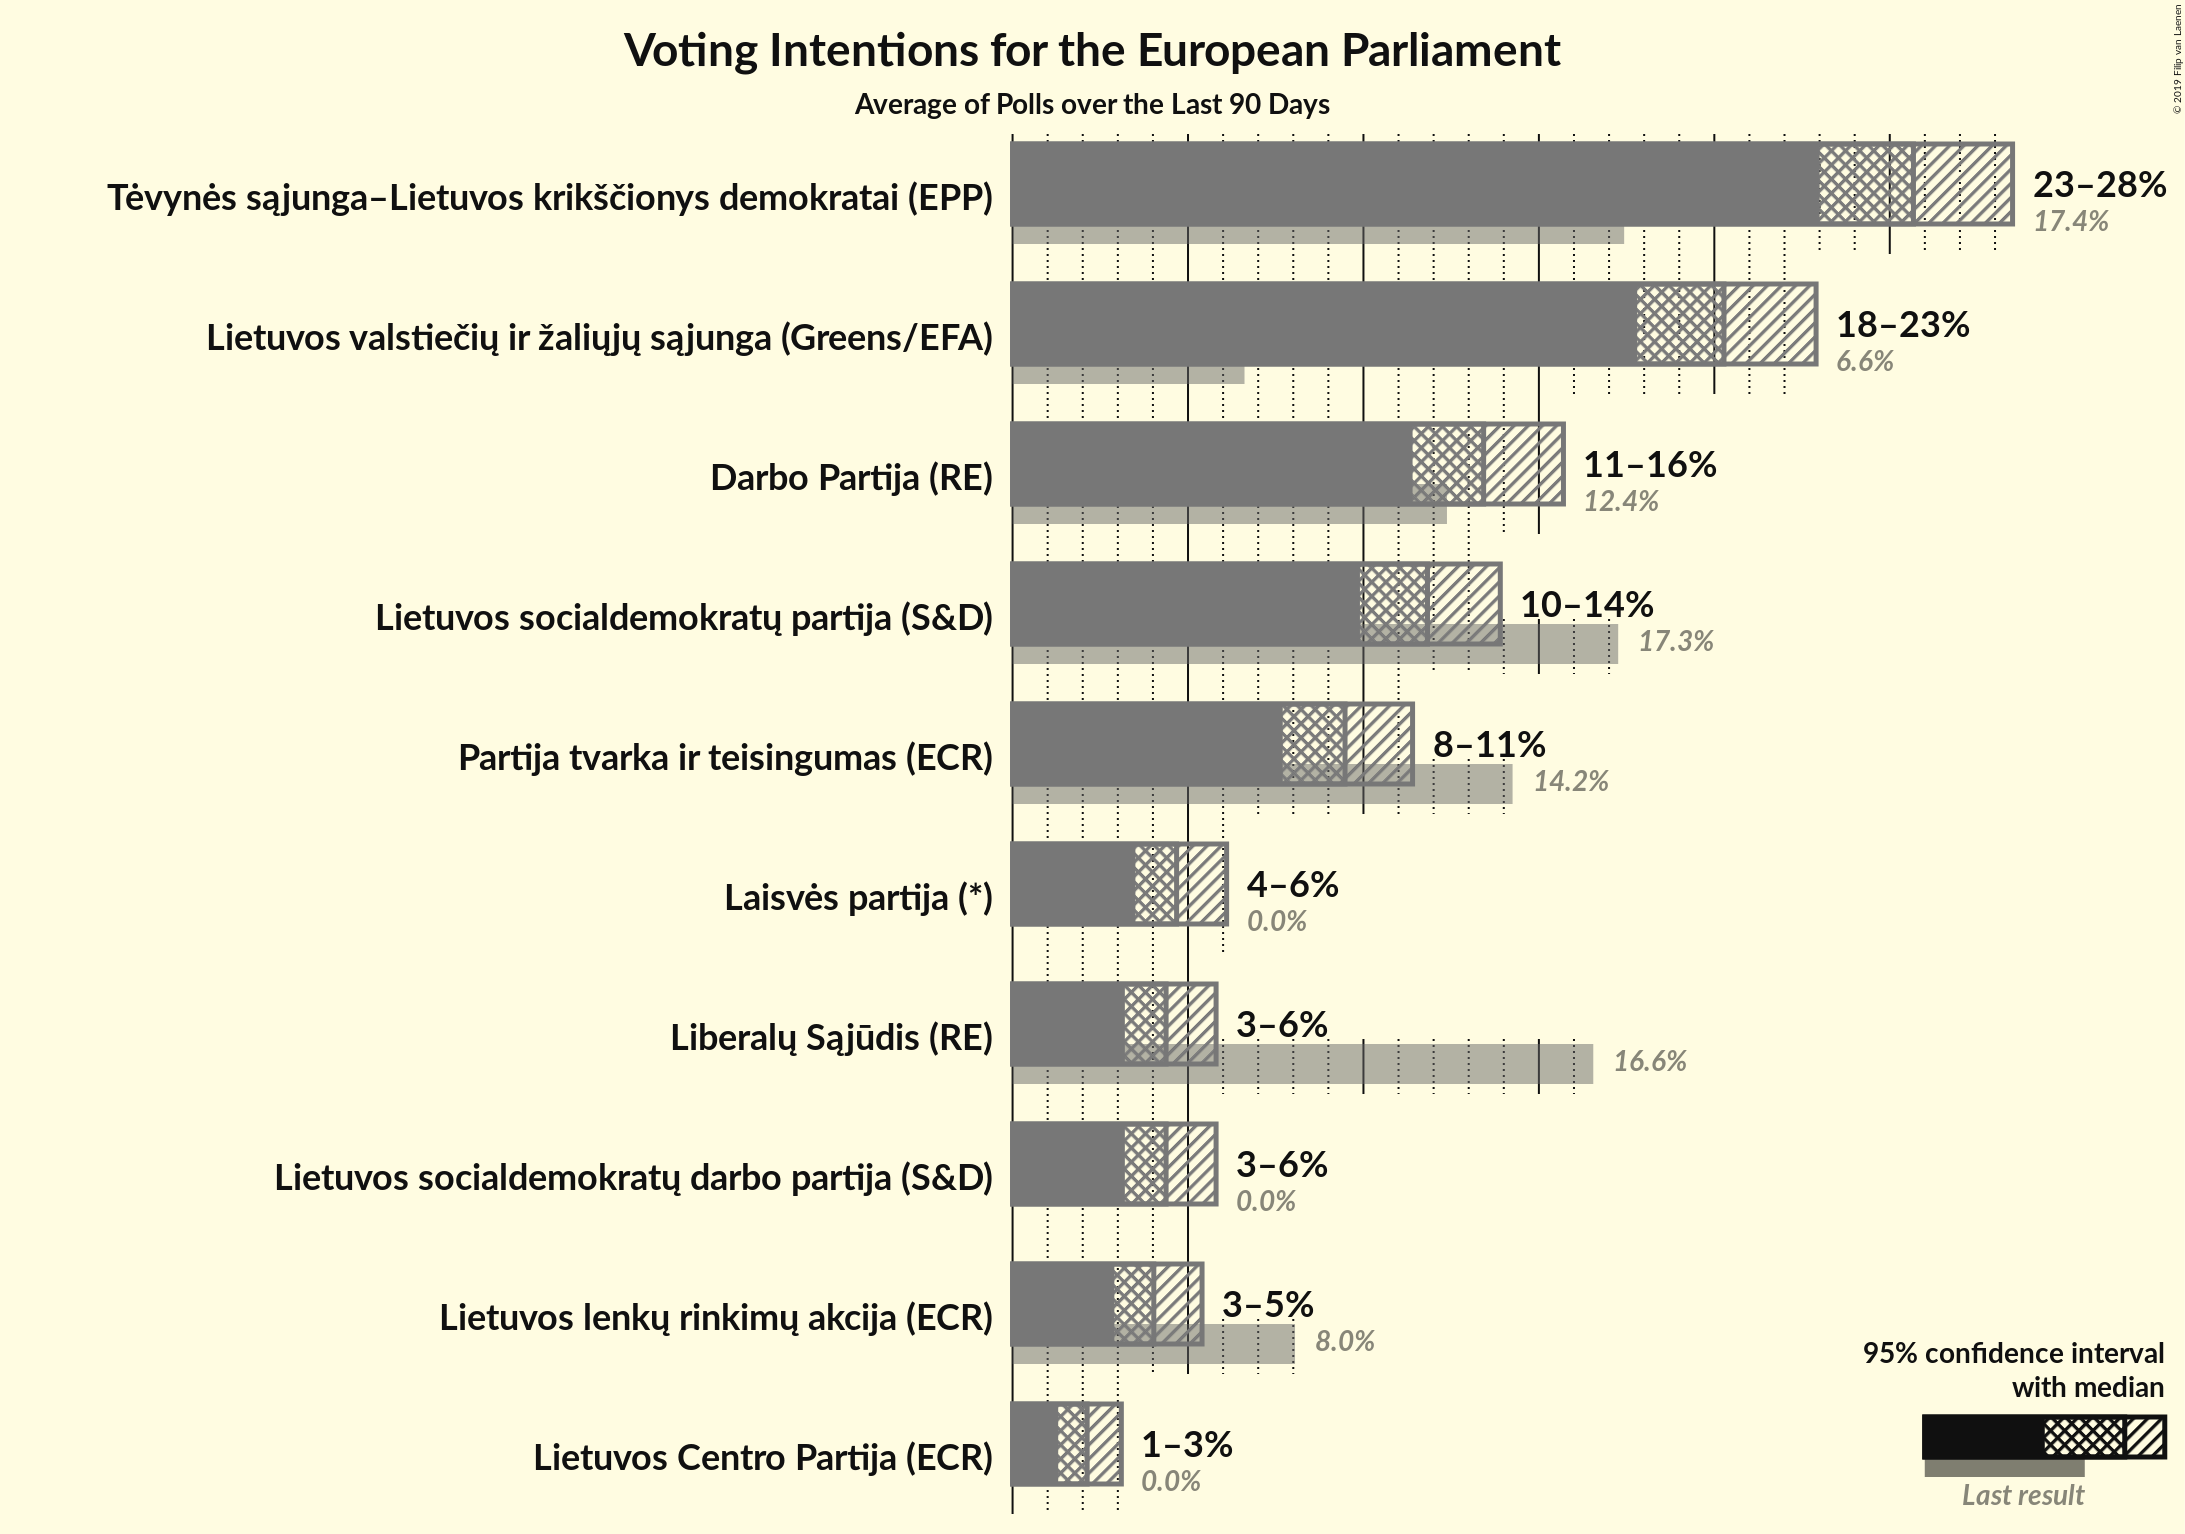 Voting Intentions for the European Parliament
Average of Polls over the Last 90 Days
© 2019 Filip van Laenen
Tėvynės sąjunga–Lietuvos krikščionys demokratai (EPP)
23–28%
17.4%
Lietuvos valstiečių ir žaliųjų sąjunga (Greens/EFA)
18–23%
6.6%
Darbo Partija (RE)
11–16%
12.4%
Lietuvos socialdemokratų partija (S&D)
10–14%
17.3%
Partija tvarka ir teisingumas (ECR)
8–11%
14.2%
Laisvės partija (*)
4–6%
0.0%
Liberalų Sąjūdis (RE)
3–6%
16.6%
Lietuvos socialdemokratų darbo partija (S&D)
3–6%
0.0%
Lietuvos lenkų rinkimų akcija (ECR)
3–5%
8.0%
Lietuvos Centro Partija (ECR)
1–3%
0.0%
95% confidence interval
with median
Last result